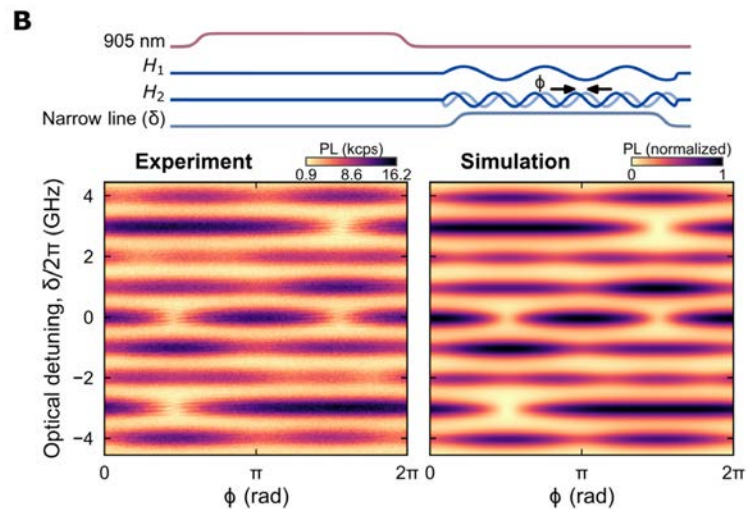 B
905 nm
H₁
H₂
ϕ
Narrow line (δ)
Experiment
PL (kcps)
0.9 8.6 16.2
Simulation
PL (normalized)
0 1
Optical detuning, δ/2π (GHz)
4
2
0
−2
−4
0 π 2π
ϕ (rad)
0 π 2π
ϕ (rad)